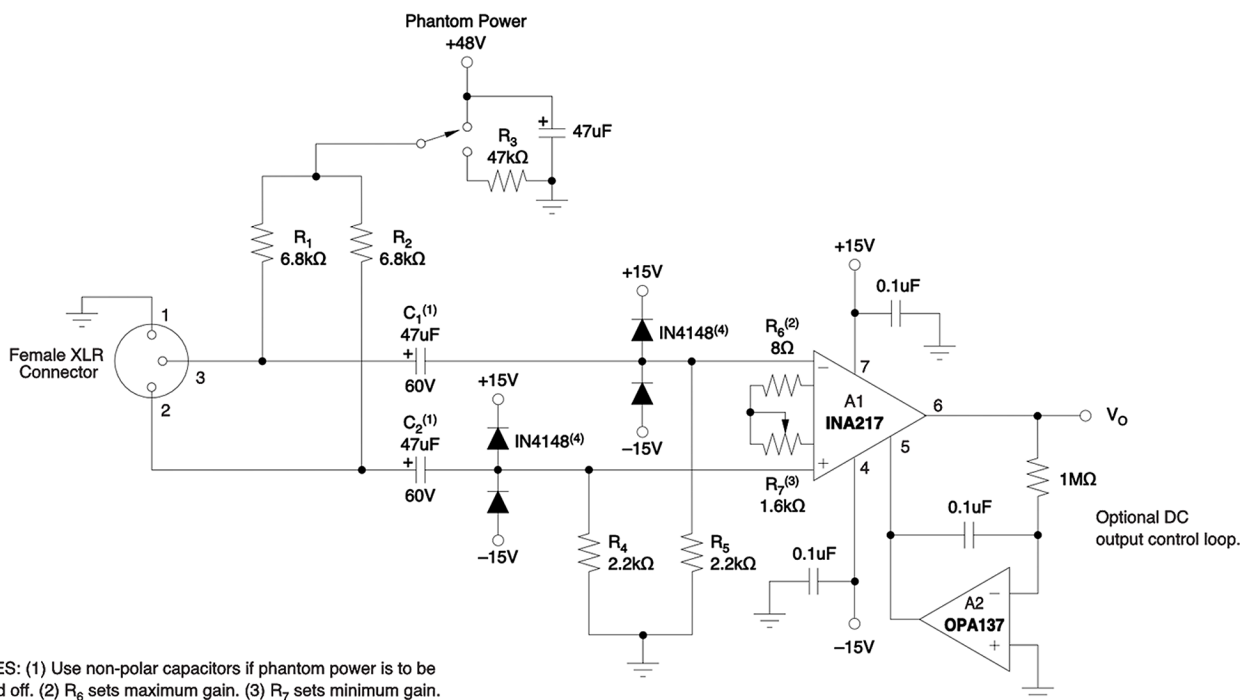 Phantom Power
+48V
+
47uF
R3
47kΩ
R1
6.8kΩ
R2
6.8kΩ
+15V
0.1uF
+15V
1
C1(1)
47uF
IN4148(4)
R6(2)
8Ω
Female XLR
Connector
3
+
60V
−
7
+15V
2
A1
INA217
6
VO
C2(1)
47uF
IN4148(4)
−15V
5
+
60V
+
4
R7(3)
1.6kΩ
1MΩ
0.1uF
Optional DC
output control loop.
−15V
R4
2.2kΩ
R5
2.2kΩ
0.1uF
−
A2
OPA137
+
−15V
ES: (1) Use non-polar capacitors if phantom power is to be
d off. (2) R6 sets maximum gain. (3) R7 sets minimum gain.